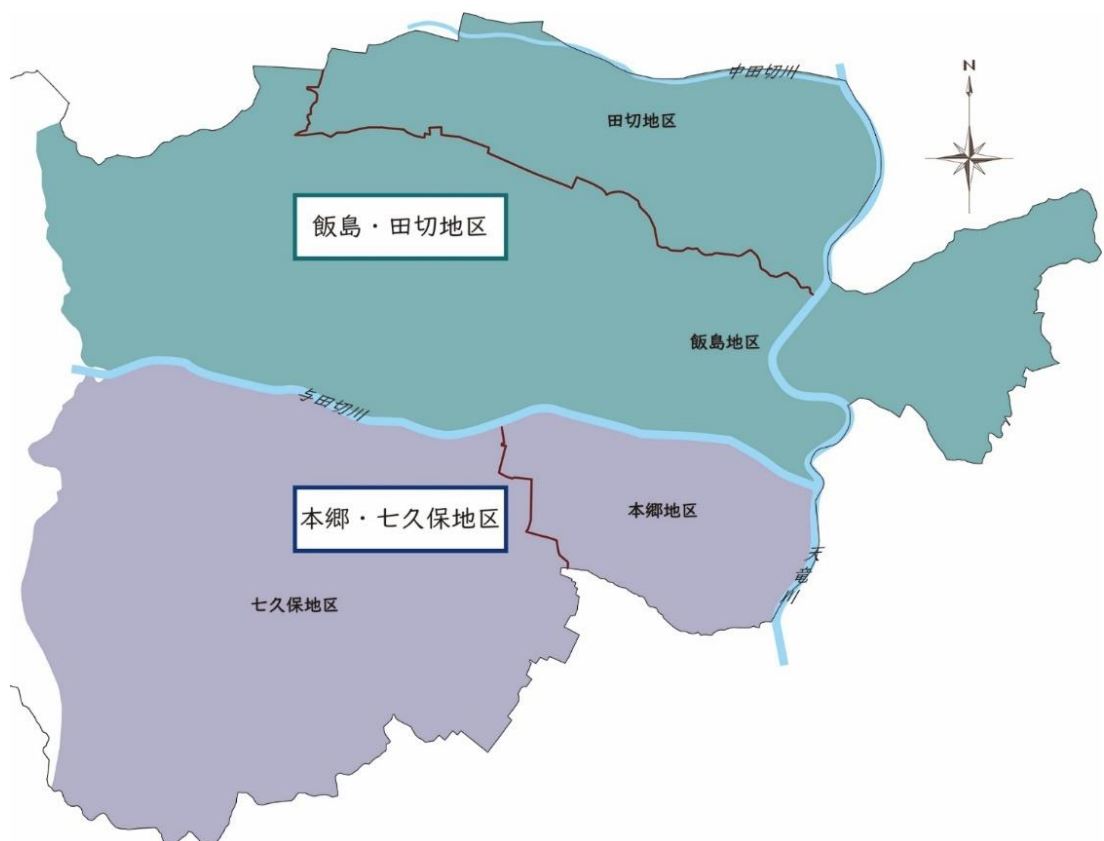 中田切川
N
田切地区
飯島・田切地区
飯島地区
与田切川
本郷・七久保地区
本郷地区
天竜川
七久保地区